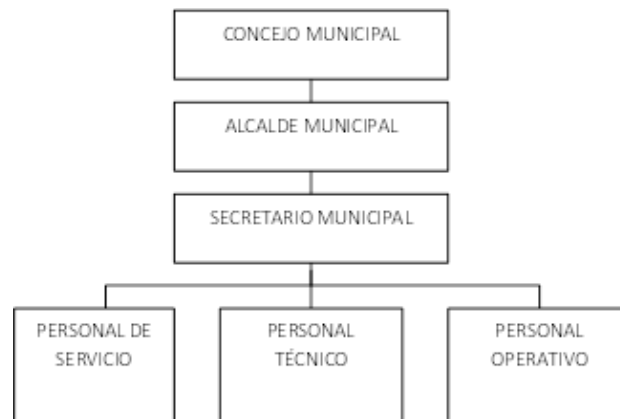 CONCEJO MUNICIPAL
ALCALDE MUNICIPAL
SECRETARIO MUNICIPAL
PERSONAL DE
SERVICIO
PERSONAL
TÉCNICO
PERSONAL
OPERATIVO